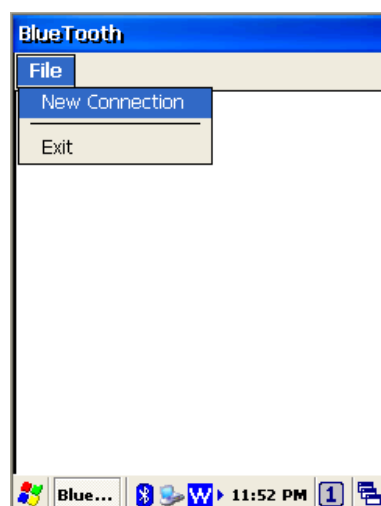 BlueTooth
File
New Connection
Exit
Blue... W 11:52 PM 1